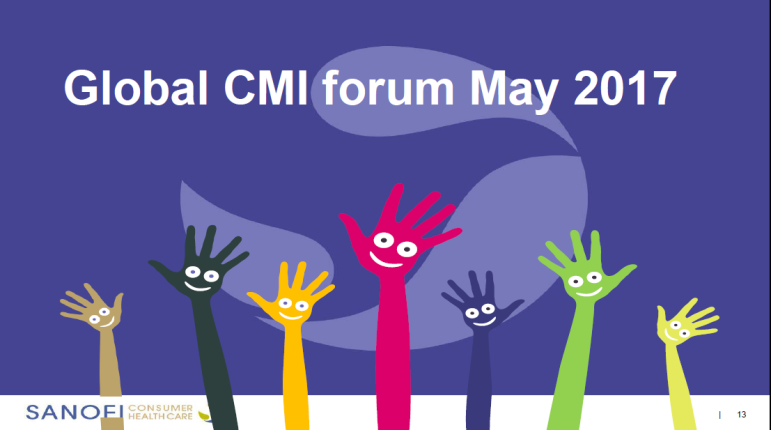 Global CMI forum May 2017
SANOFI CONSUMER
HEALTHCARE
| 13